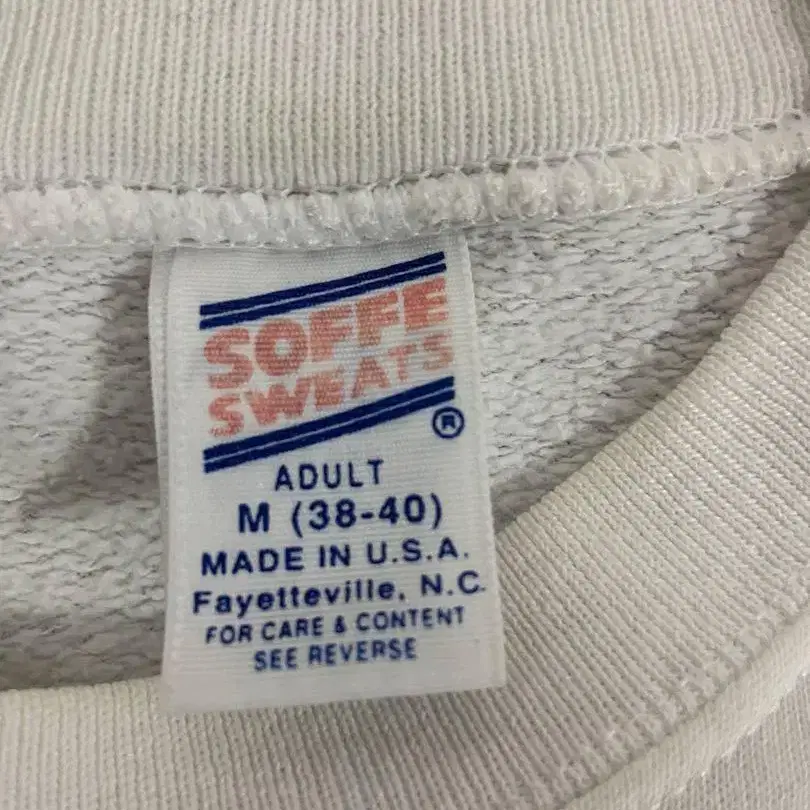 SOFFE
SWEATS
®
ADULT
M (38-40)
MADE IN U.S.A.
Fayetteville, N.C.
FOR CARE & CONTENT
SEE REVERSE